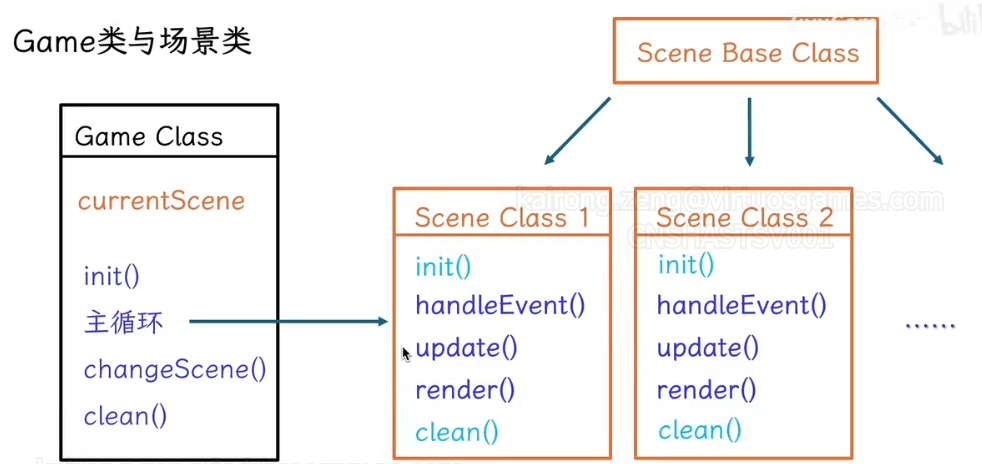 Game类与场景类
Scene Base Class
Game Class
currentScene
init()
主循环
changeScene()
clean()
Scene Class 1
init()
handleEvent()
update()
render()
clean()
Scene Class 2
init()
handleEvent()
update()
render()
clean()
......
kairong.zeng@virtuosgames.com
CNSHASTSV001